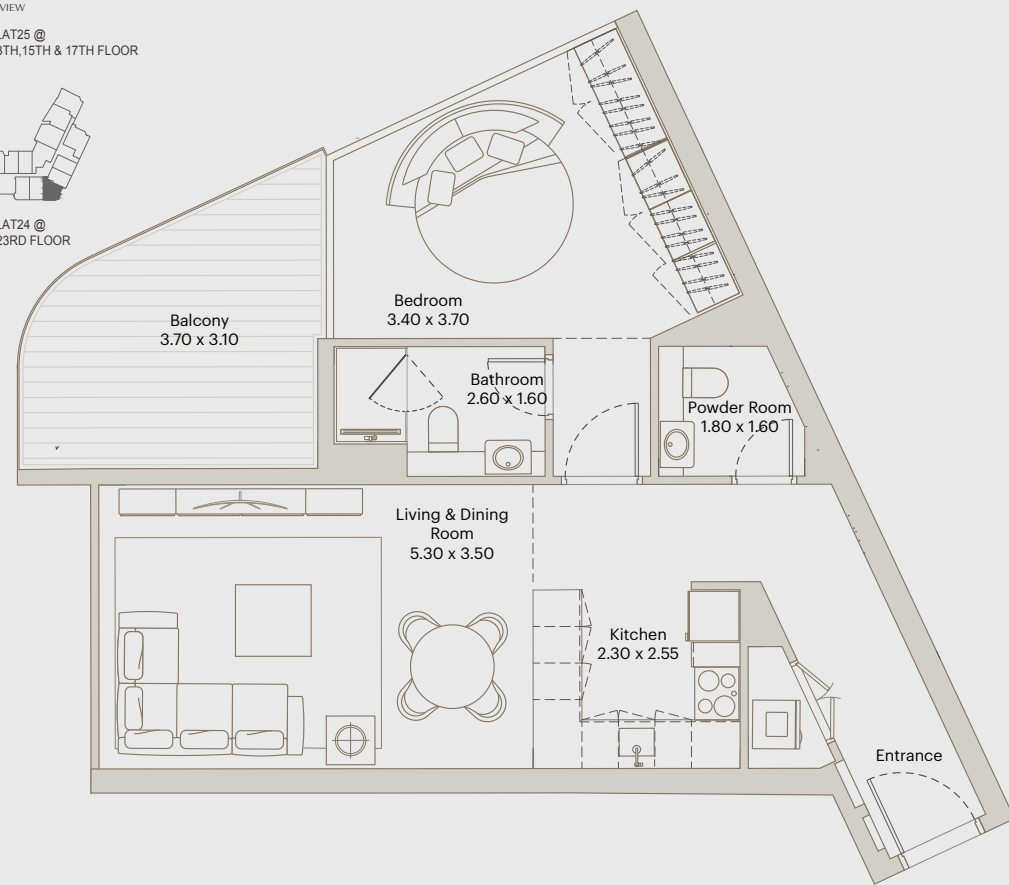 VIEW
LAT25 @
3TH,15TH & 17TH FLOOR
LAT24 @
23RD FLOOR
Bedroom
3.40 x 3.70
Balcony
3.70 x 3.10
Bathroom
2.60 x 1.60
Powder Room
1.80 x 1.60
Living & Dining
Room
5.30 x 3.50
Kitchen
2.30 x 2.55
Entrance